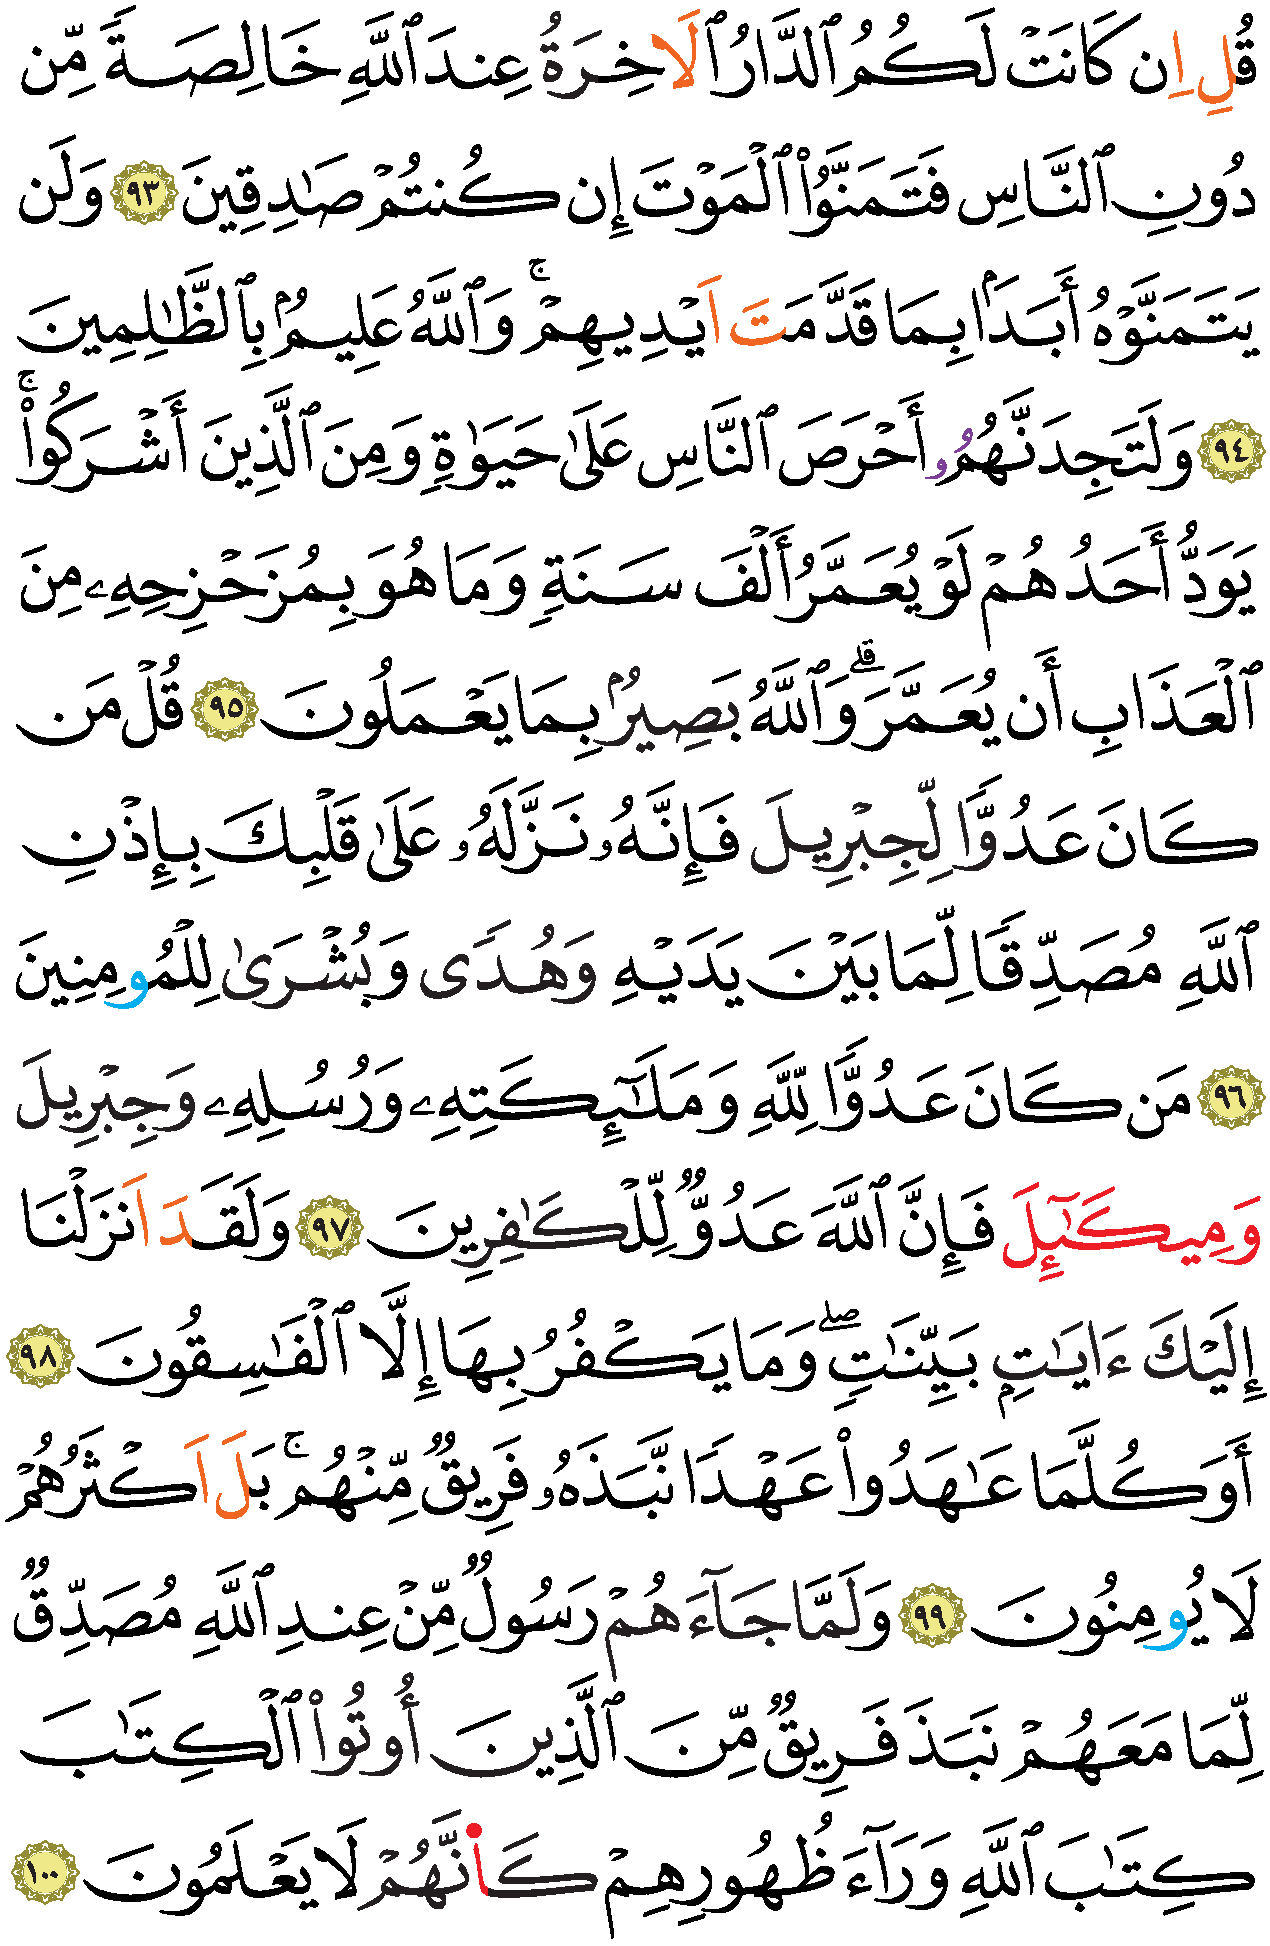 قُلِ اِن كَانَتْ لَكُمُ ٱلدَّارُ ٱلَاخِرَةُ عِندَ ٱللَّهِ خَالِصَةً مِّن
دُونِ ٱلنَّاسِ فَتَمَنَّوُاْ ٱلْمَوْتَ إِن كُنتُمْ صَٰدِقِينَ ٩٣ وَلَن
يَتَمَنَّوْهُ أَبَدَۢا بِمَا قَدَّمَتَ اَيْدِيهِمْ ۚ وَٱللَّهُ عَلِيمُۢ بِٱلظَّٰلِمِينَ
٩٤ وَلَتَجِدَنَّهُمُۥ أَحْرَصَ ٱلنَّاسِ عَلَىٰ حَيَوٰةٍ وَمِنَ ٱلَّذِينَ أَشْرَكُواْ ۚ
يَوَدُّ أَحَدُهُمْ لَوْ يُعَمَّرُ أَلْفَ سَنَةٍ وَمَا هُوَ بِمُزَحْزِحِهِۦ مِنَ
ٱلْعَذَابِ أَن يُعَمَّرَ ۗ وَٱللَّهُ بَصِيرُۢ بِمَا يَعْمَلُونَ ٩٥ قُلْ مَن
كَانَ عَدُوًّا لِّجِبْرِيلَ فَإِنَّهُۥ نَزَّلَهُۥ عَلَىٰ قَلْبِكَ بِإِذْنِ
ٱللَّهِ مُصَدِّقًا لِّمَا بَيْنَ يَدَيْهِ وَهُدًى وَبُشْرَىٰ لِلْمُومِنِينَ
٩٦ مَن كَانَ عَدُوًّا لِلَّهِ وَمَلَٰٓئِكَتِهِۦ وَرُسُلِهِۦ وَجِبْرِيلَ
وَمِيكَٰٓئِلَ فَإِنَّ ٱللَّهَ عَدُوٌّ لِّلْكَٰفِرِينَ ٩٧ وَلَقَدَ اَنزَلْنَا
إِلَيْكَ ءَايَٰتِۭ بَيِّنَٰتٍ ۖ وَمَا يَكْفُرُ بِهَا إِلَّا ٱلْفَٰسِقُونَ ٩٨
أَوَكُلَّمَا عَٰهَدُواْ عَهْدًا نَّبَذَهُۥ فَرِيقٌ مِّنْهُم ۚ بَلَ اَكْثَرُهُمْ
لَا يُومِنُونَ ٩٩ وَلَمَّا جَآءَهُمْ رَسُولٌ مِّنْ عِندِ ٱللَّهِ مُصَدِّقٌ
لِّمَا مَعَهُمْ نَبَذَ فَرِيقٌ مِّنَ ٱلَّذِينَ أُوتُواْ ٱلْكِتَٰبَ
كِتَٰبَ ٱللَّهِ وَرَآءَ ظُهُورِهِمْ كَأَنَّهُمْ لَا يَعْلَمُونَ ١٠٠